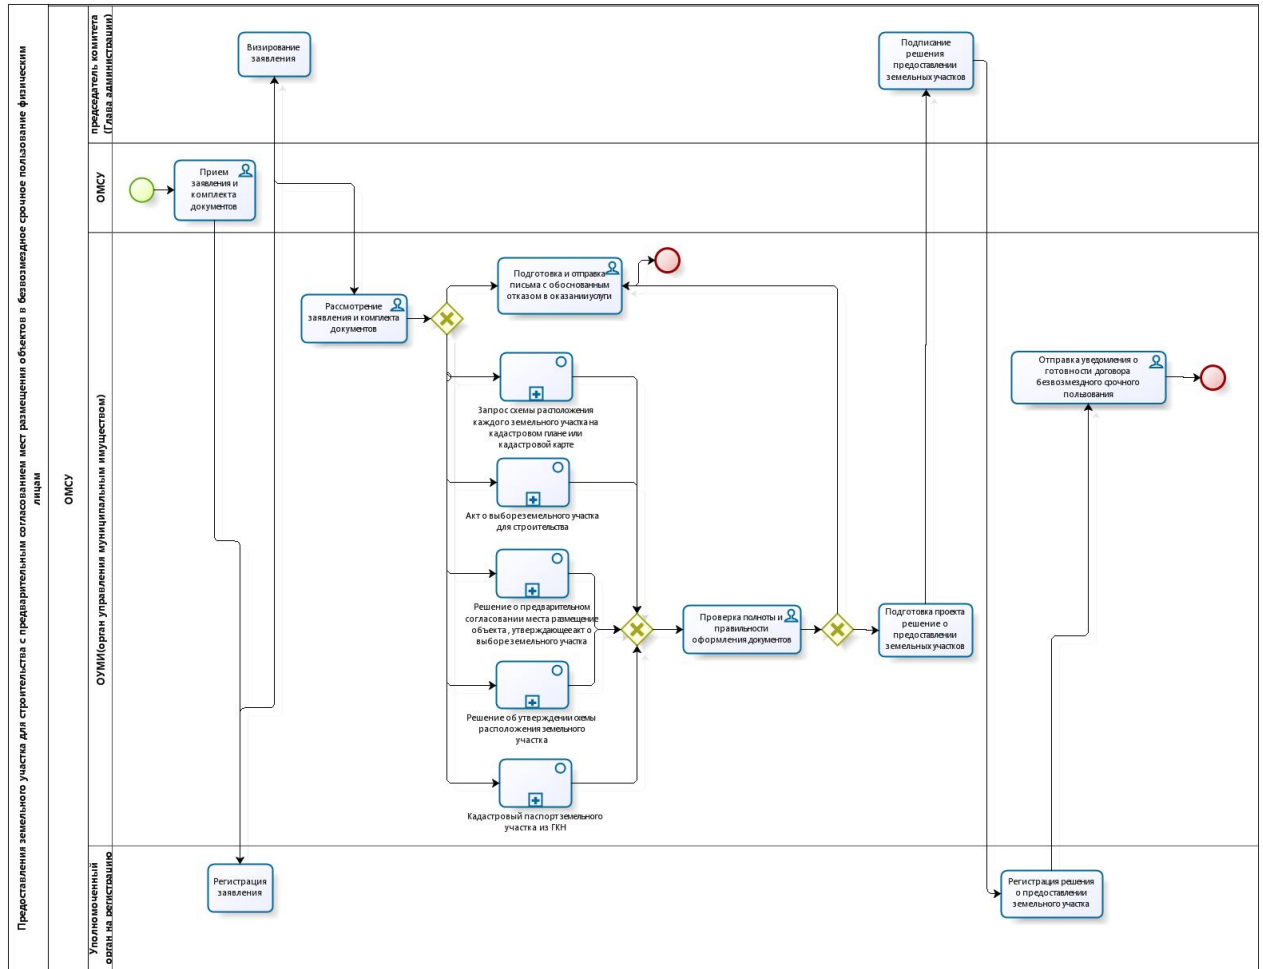 Предоставления земельного участка для строительства с предварительным согласованием мест размещения объектов в безвозмездное срочное пользование физическим
лицам
ОМСУ
председатель комитета
(Глава администрации)
Визирование
заявления
Подписание
решения
предоставлении
земельных участков
ОМСУ
Прием
заявления и
комплекта
документов
ОУМИ(орган управления муниципальным имуществом)
Рассмотрение
заявления и комплекта
документов
Подготовка и отправка
письма с обоснованным
отказом в оказании услуги
Запрос схемы расположения
каждого земельного участка на
кадастровом плане или
кадастровой карте
Акт о выборе земельного участка
для строительства
Решение о предварительном
согласовании места размещение
объекта , утверждающее акт о
выборе земельного участка
Решение об утверждении схемы
расположения земельного
участка
Кадастровый паспорт земельного
участка из ГКН
Проверка полноты и
правильности
оформления документов
Подготовка проекта
решение о
предоставлении
земельных участков
Отправка уведомления о
готовности договора
безвозмездного срочного
пользования
Уполномоченный
орган на регистрацию
Регистрация
заявления
Регистрация решения
о предоставлении
земельного участка